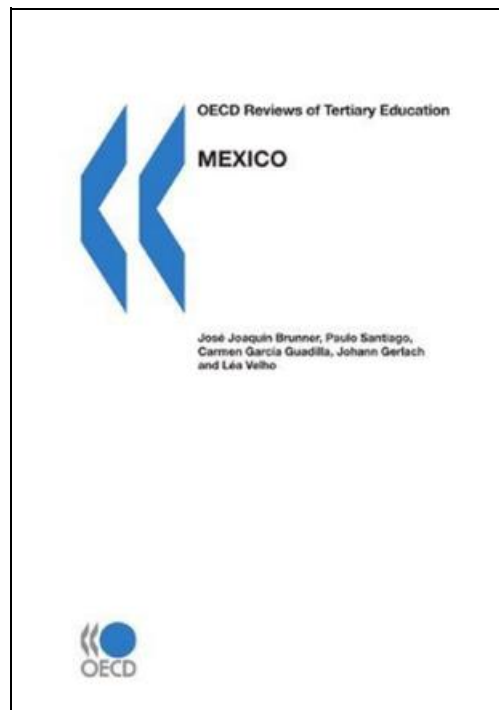 OECD Reviews of Tertiary Education
MEXICO
José Joaquín Brunner, Paulo Santiago,
Carmen García Guadilla, Johann Gerlach
and Léa Velho
OECD